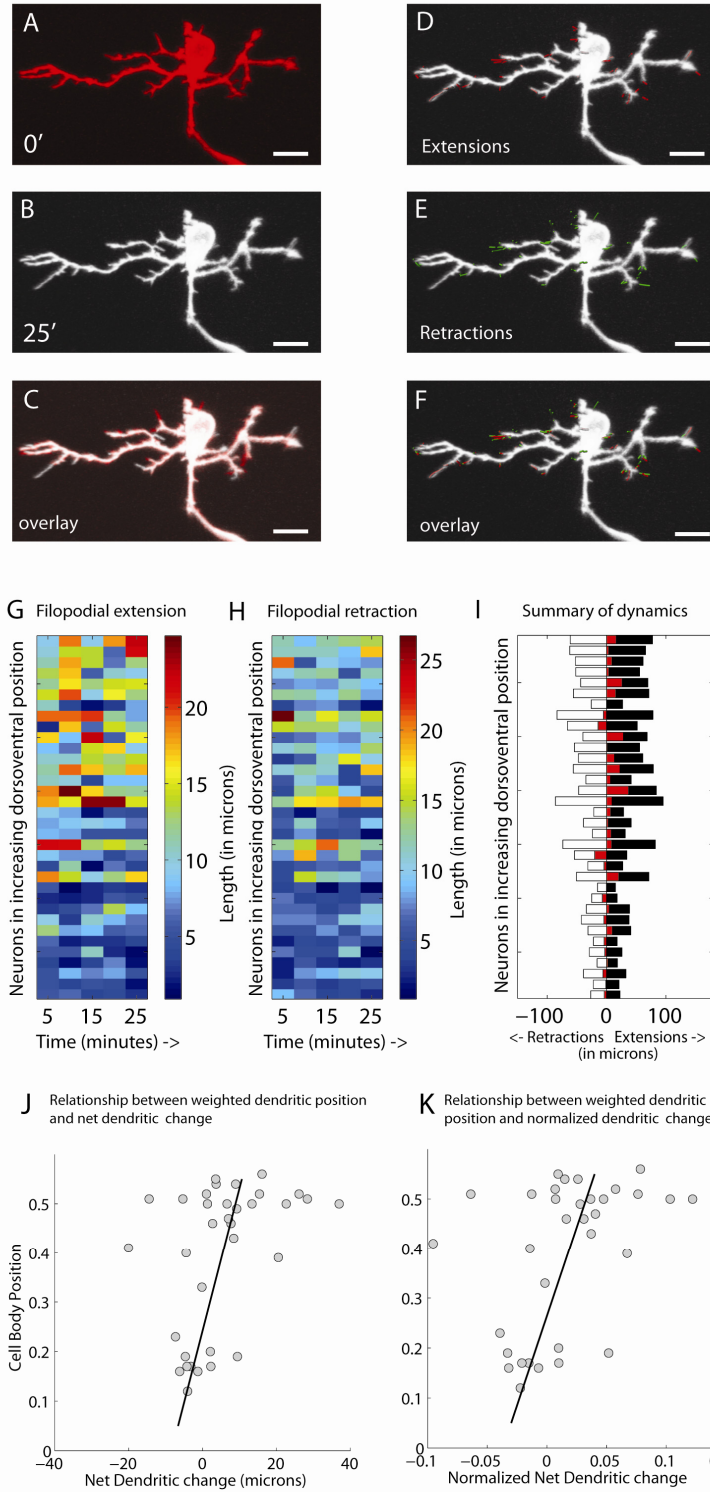 A
0'
D
Extensions
B
25'
E
Retractions
C
overlay
F
overlay
G Filopodial extension
Neurons in increasing dorsoventral position
20
15
10
5
Length (in microns)
5 15 25
Time (minutes) ->
H Filopodial retraction
Neurons in increasing dorsoventral position
25
20
15
10
5
Length (in microns)
5 15 25
Time (minutes) ->
I Summary of dynamics
Neurons in increasing dorsoventral position
−100 0 100
<- Retractions Extensions ->
(in microns)
J Relationship between weighted dendritic position
and net dendritic change
Cell Body Position
0.5
0.4
0.3
0.2
0.1
0
−40 −20 0 20 40
Net Dendritic change (microns)
K Relationship between weighted dendritic
position and normalized dendritic change
0.5
0.4
0.3
0.2
0.1
0
−0.1 −0.05 0 0.05 0.1
Normalized Net Dendritic change